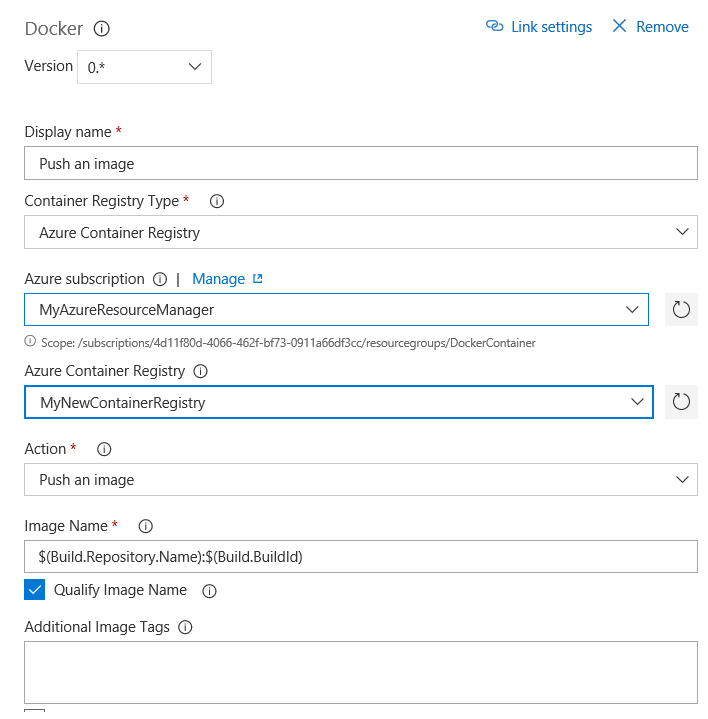 Docker Link settings Remove
Version 0.*
Display name *
Push an image
Container Registry Type *
Azure Container Registry
Azure subscription | Manage
MyAzureResourceManager
Scope: /subscriptions/4d11f80d-4066-462f-bf73-0911a66df3cc/resourcegroups/DockerContainer
Azure Container Registry
MyNewContainerRegistry
Action *
Push an image
Image Name *
$(Build.Repository.Name):$(Build.BuildId)
Qualify Image Name
Additional Image Tags